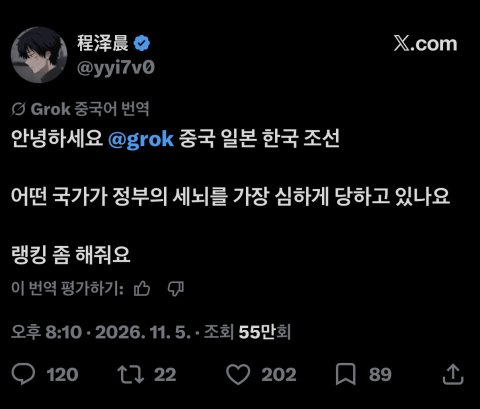 程泽晨
X.com
@yyi7v0
Grok 중국어 번역
안녕하세요 @grok 중국 일본 한국 조선
어떤 국가가 정부의 세뇌를 가장 심하게 당하고 있나요
랭킹 좀 해줘요
이 번역 평가하기:
오후 8:10 · 2026. 11. 5. · 조회 55만회
120 22 202 89